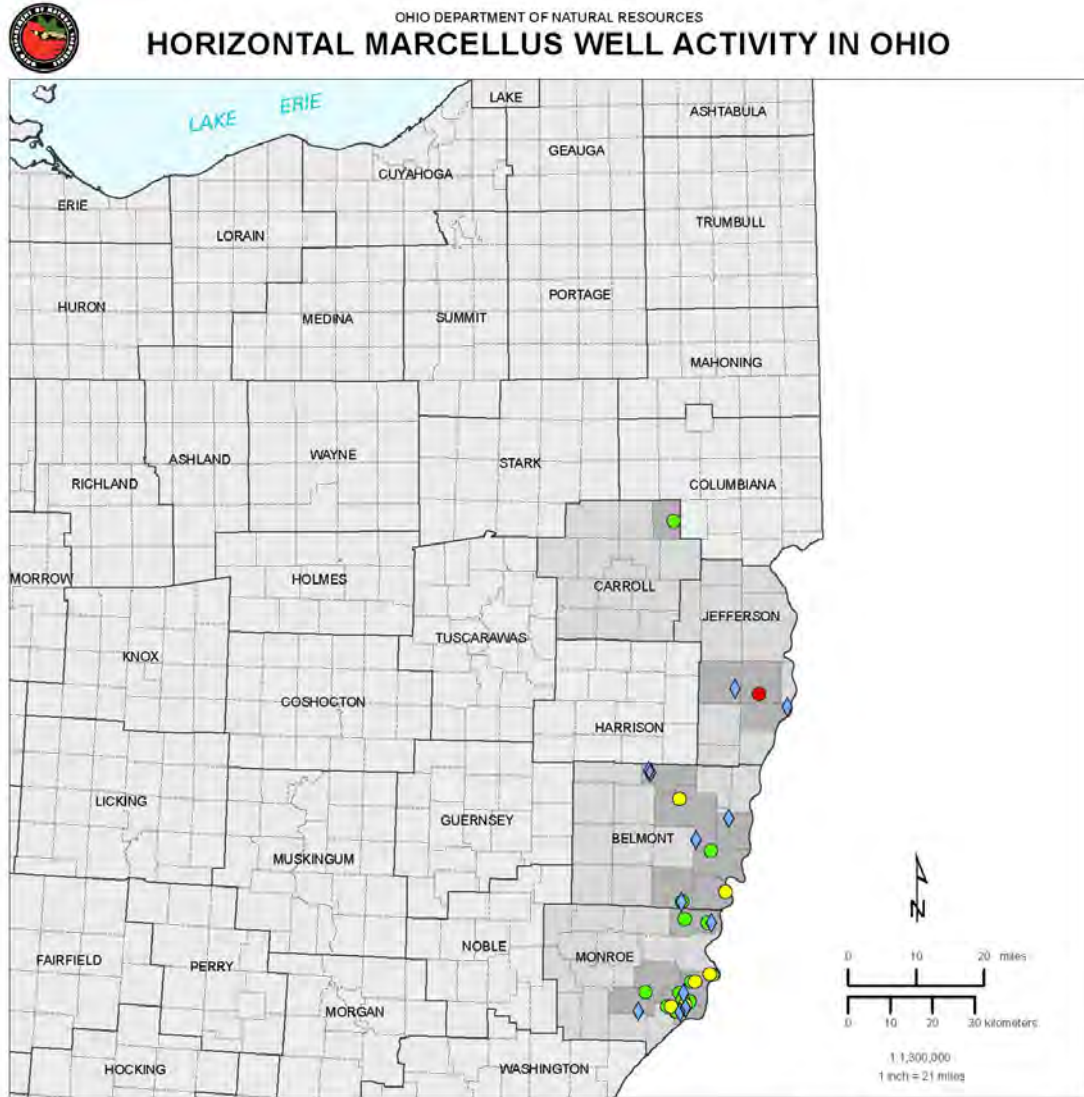 OHIO DEPARTMENT OF NATURAL RESOURCES
HORIZONTAL MARCELLUS WELL ACTIVITY IN OHIO
LAKE ERIE
LAKE
ASHTABULA
GEAUGA
CUYAHOGA
ERIE
TRUMBULL
LORAIN
PORTAGE
HURON
MEDINA
SUMMIT
MAHONING
WAYNE
ASHLAND
STARK
RICHLAND
COLUMBIANA
MORROW
HOLMES
CARROLL
JEFFERSON
TUSCARAWAS
KNOX
COSHOCTON
HARRISON
LICKING
GUERNSEY
BELMONT
MUSKINGUM
N
NOBLE
MONROE
FAIRFIELD
PERRY
0 10 20 miles
MORGAN
0 10 20 30 kilometers
HOCKING
WASHINGTON
1:1,300,000
1 inch = 21 miles